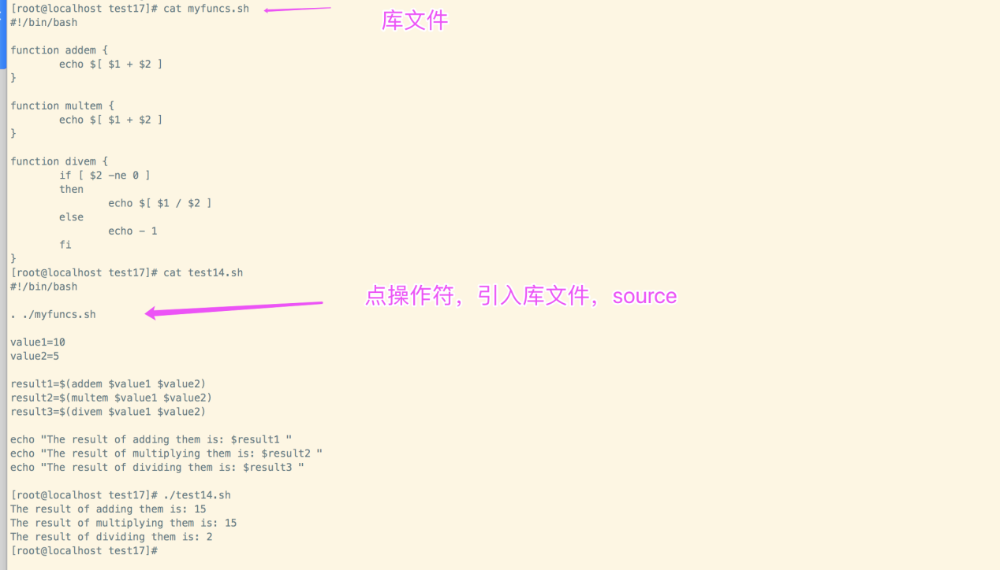 [root@localhost test17]# cat myfuncs.sh
库文件
#!/bin/bash
function addem {
echo $[ $1 + $2 ]
}
function multem {
echo $[ $1 + $2 ]
}
function divem {
if [ $2 -ne 0 ]
then
echo $[ $1 / $2 ]
else
echo - 1
fi
}
[root@localhost test17]# cat test14.sh
#!/bin/bash
点操作符，引入库文件，source
. ./myfuncs.sh
value1=10
value2=5
result1=$(addem $value1 $value2)
result2=$(multem $value1 $value2)
result3=$(divem $value1 $value2)
echo "The result of adding them is: $result1 "
echo "The result of multiplying them is: $result2 "
echo "The result of dividing them is: $result3 "
[root@localhost test17]# ./test14.sh
The result of adding them is: 15
The result of multiplying them is: 15
The result of dividing them is: 2
[root@localhost test17]#